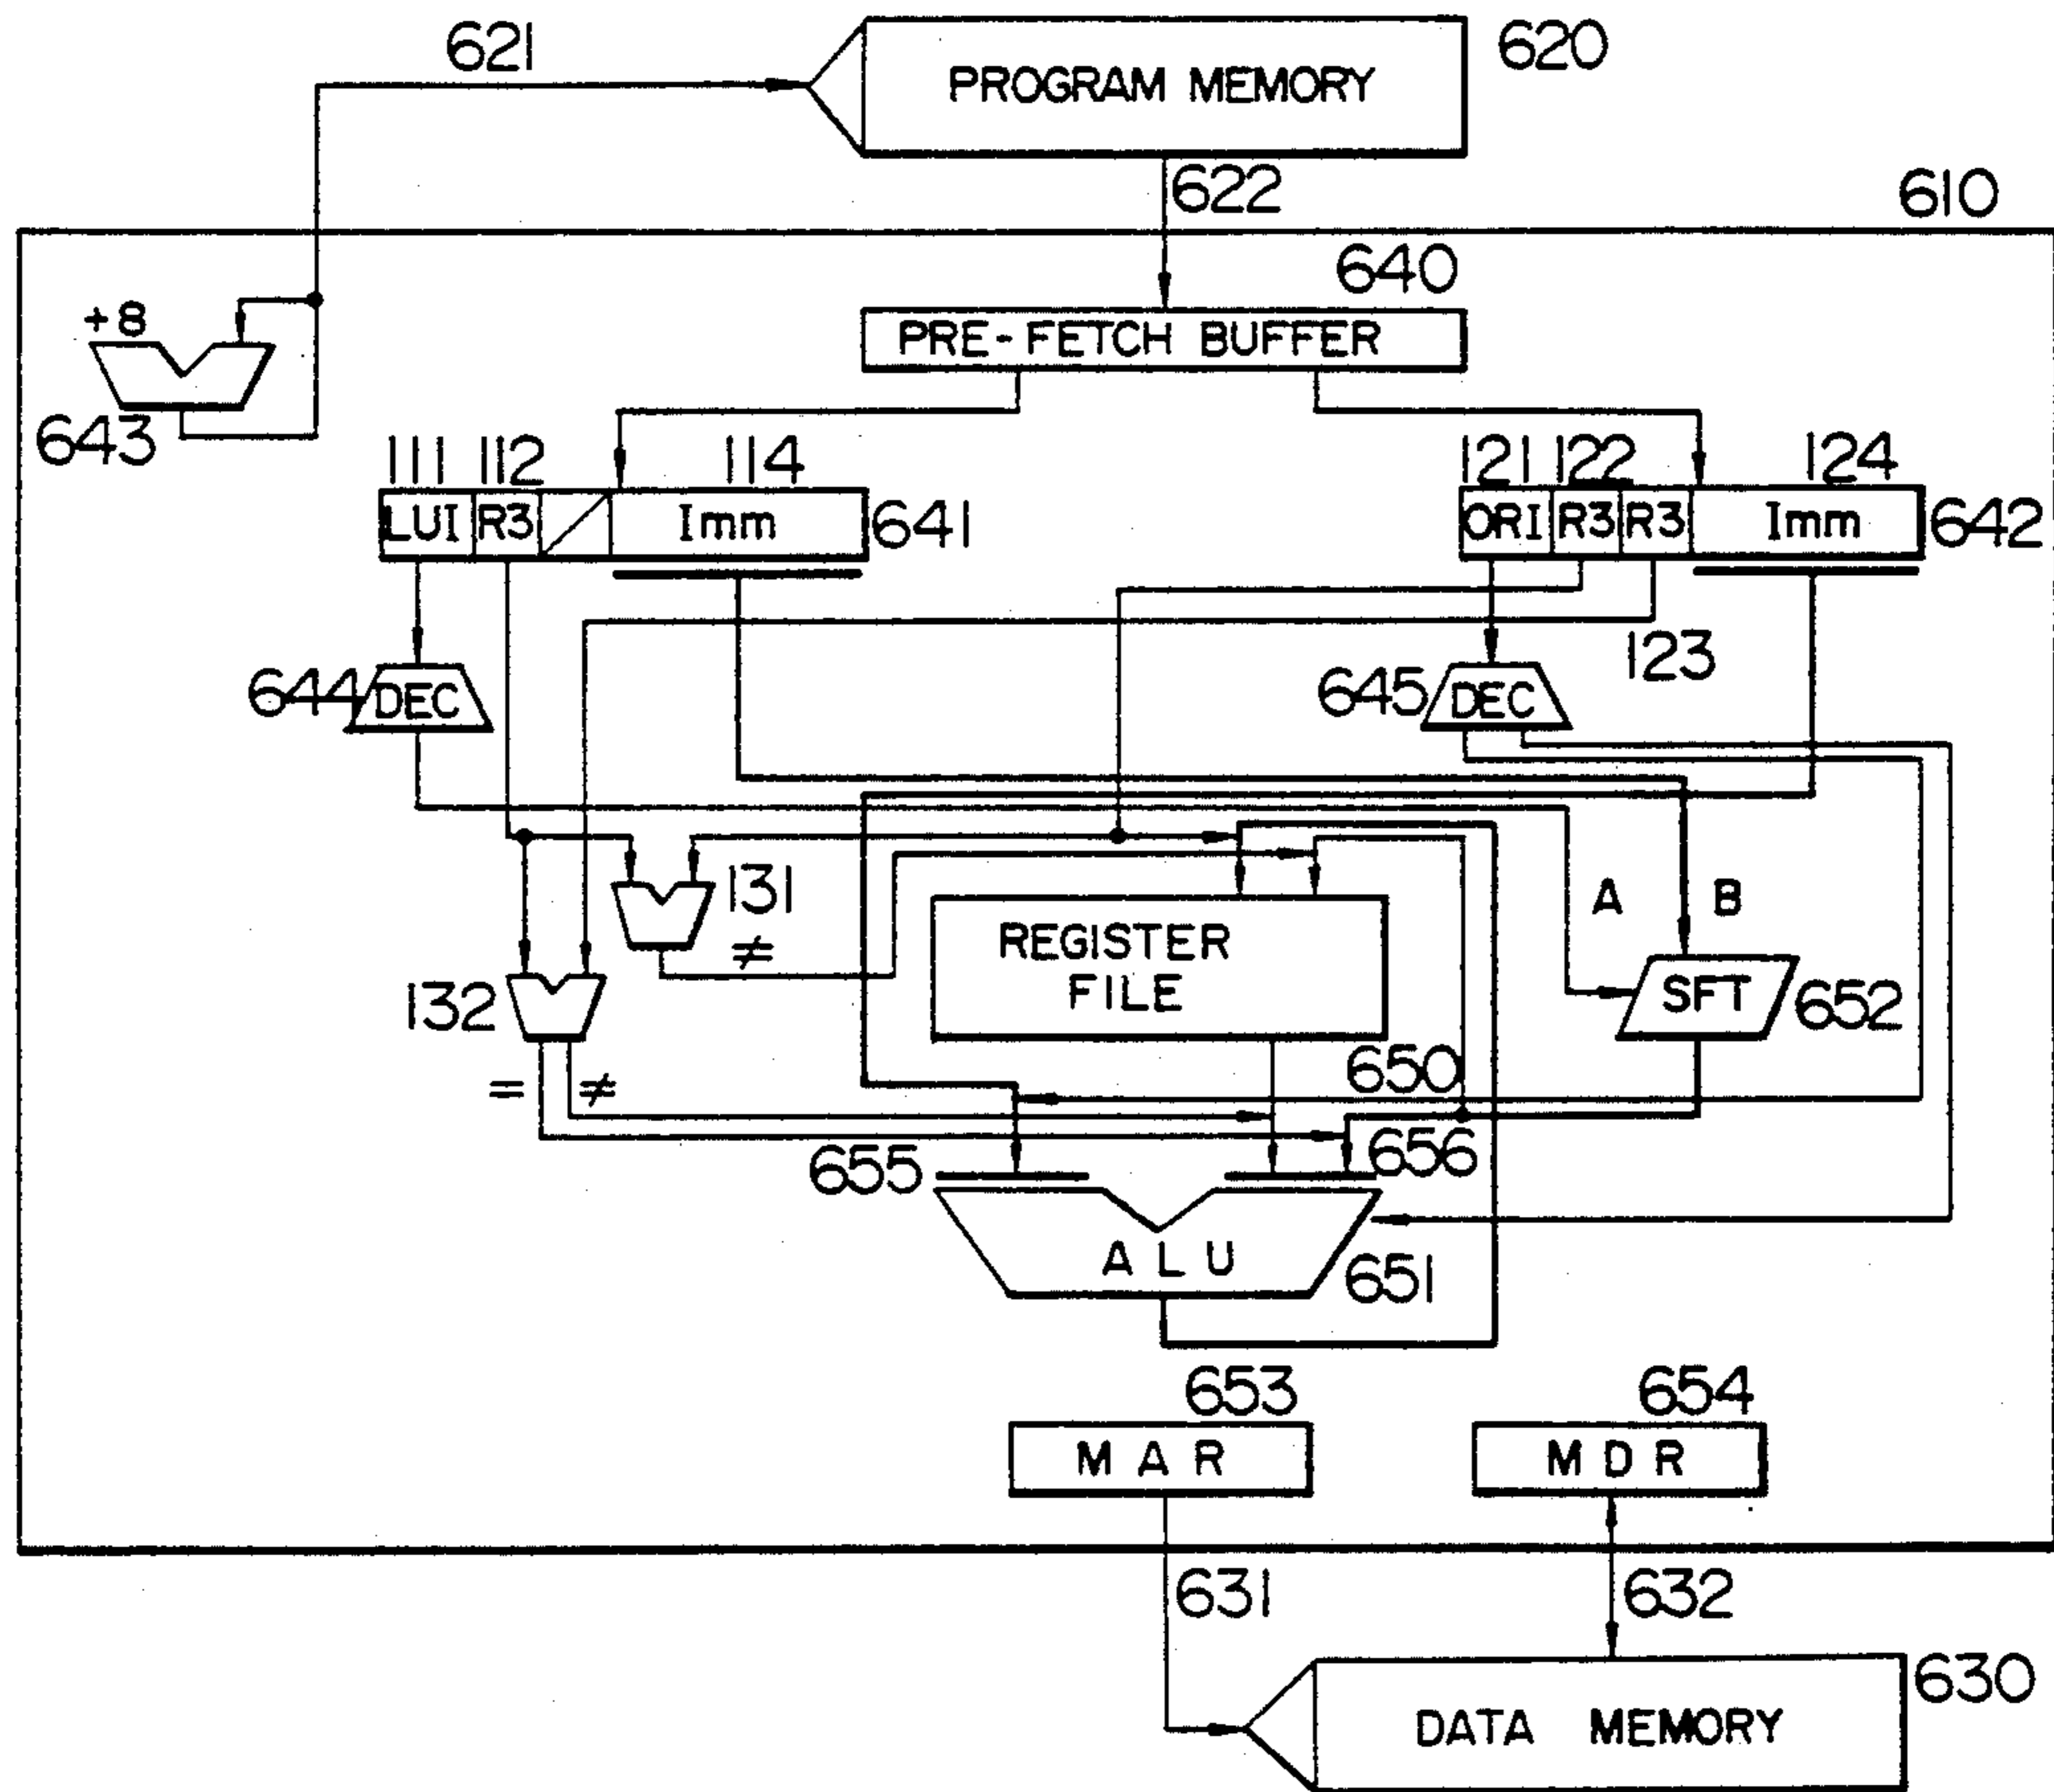 621
PROGRAM MEMORY
620
622
610
640
+8
PRE-FETCH BUFFER
643
111 112 114
121 122 124
LUI R3 Imm
641
ORI R3 R3 Imm
642
123
644
DEC
645
DEC
131
≠
A B
REGISTER
FILE
SFT
652
132
= ≠
650
655
656
ALU
651
653
654
MAR
MDR
631
632
630
DATA MEMORY